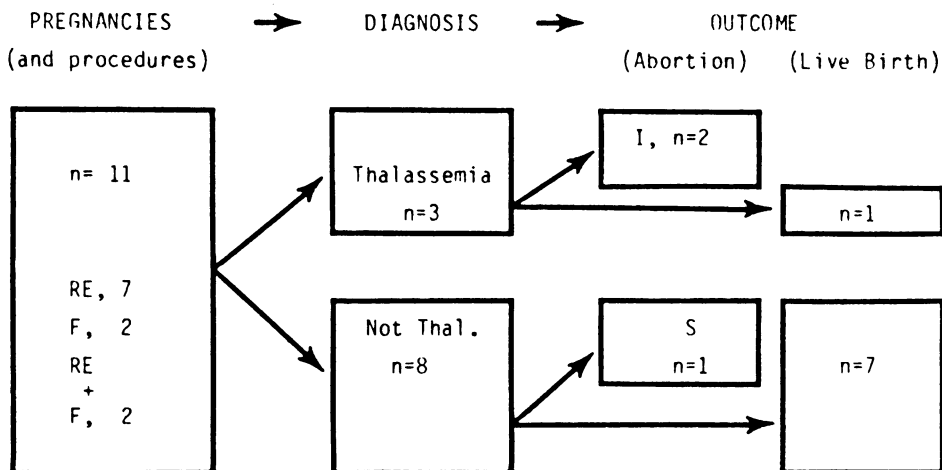 PREGNANCIES DIAGNOSIS OUTCOME
(and procedures) (Abortion) (Live Birth)
n= 11
RE, 7
F, 2
RE
+
F, 2
Thalassemia
n=3
I, n=2
n=1
Not Thal.
n=8
S
n=1
n=7